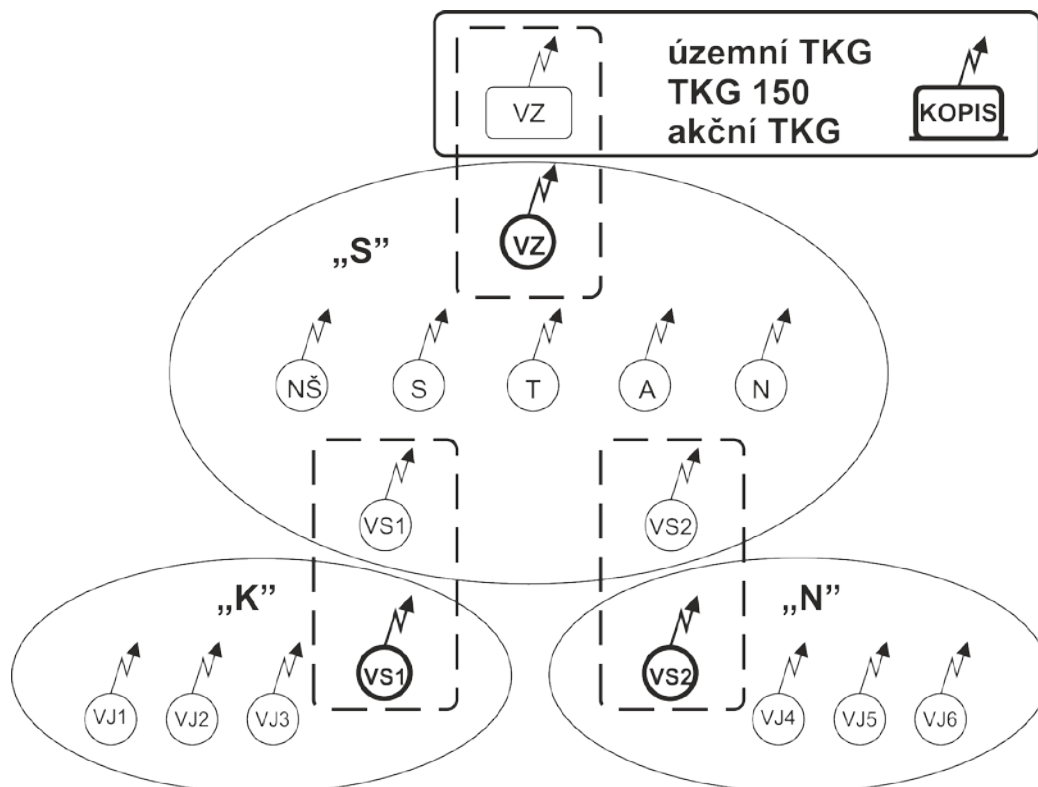 územní TKG
TKG 150
akční TKG
VZ
KOPIS
VZ
„S”
NŠ
S
T
A
N
VS1
VS2
„K”
„N”
VS1
VS2
VJ1
VJ2
VJ3
VJ4
VJ5
VJ6